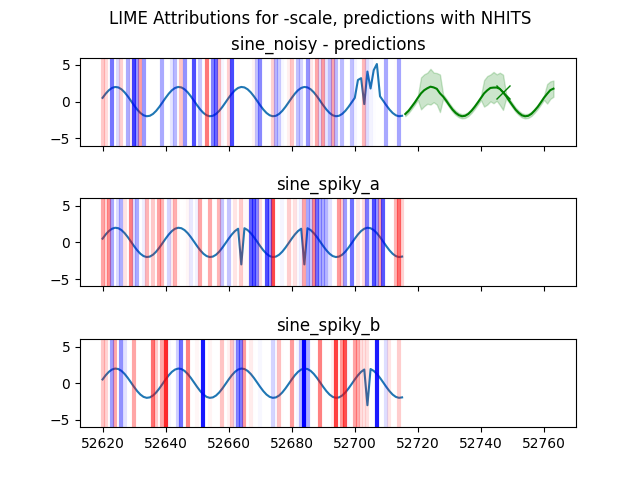 LIME Attributions for -scale, predictions with NHITS
sine_noisy - predictions
5
0
−5
sine_spiky_a
5
0
−5
sine_spiky_b
5
0
−5
52620 52640 52660 52680 52700 52720 52740 52760